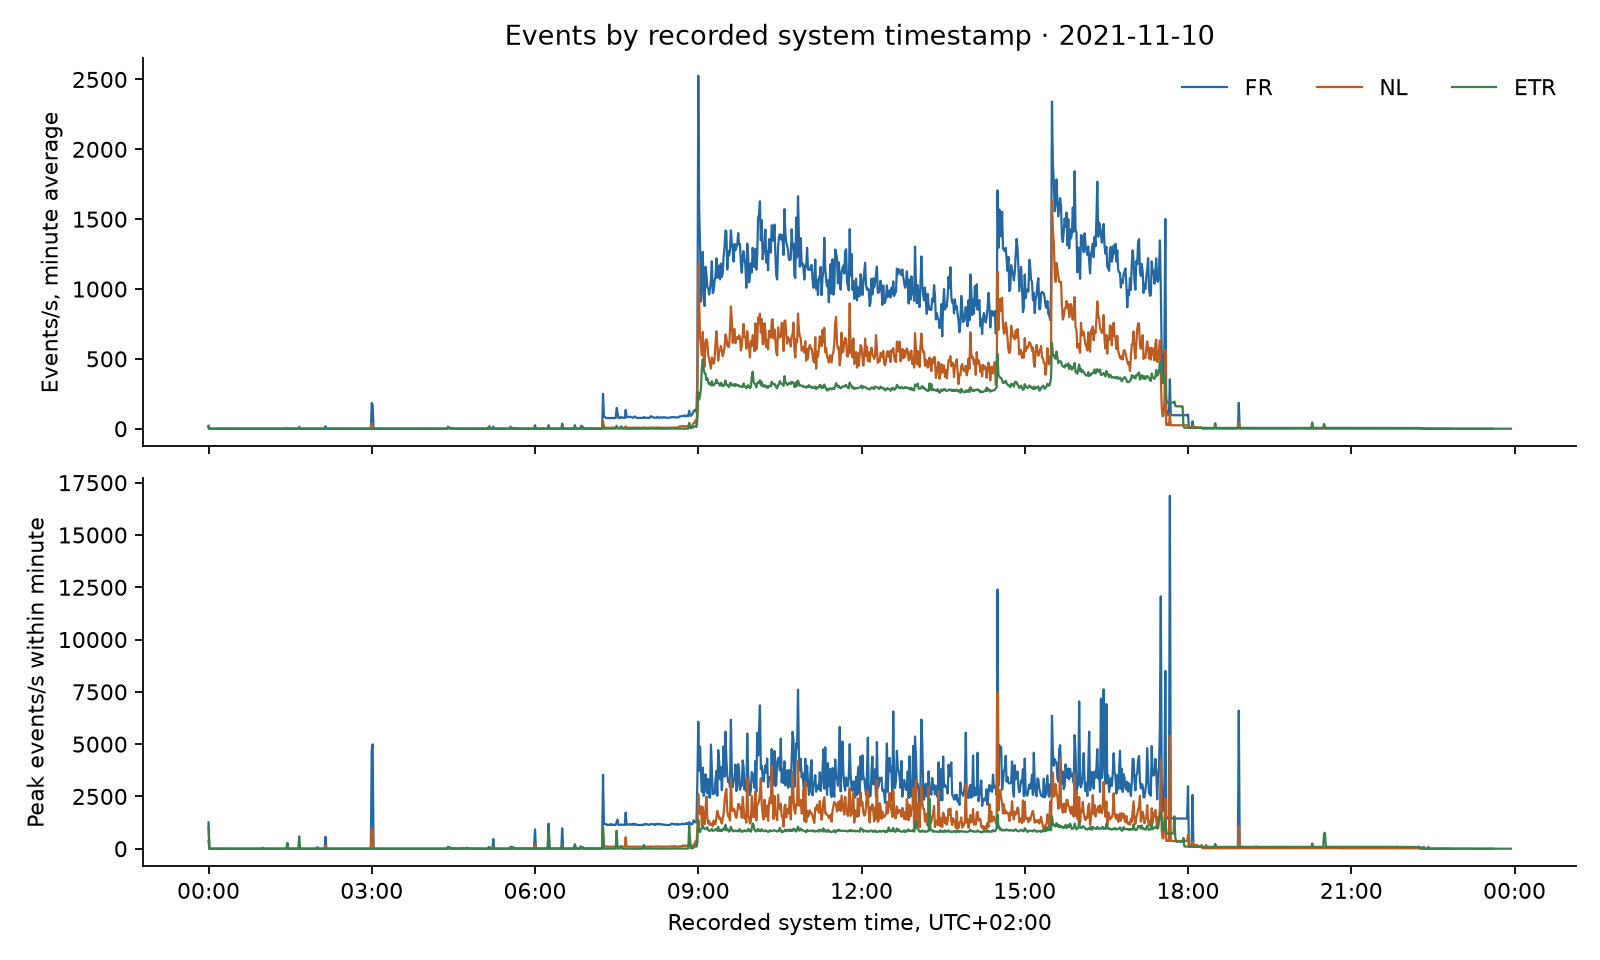 Events by recorded system timestamp · 2021-11-10
FR NL ETR
Events/s, minute average
2500
2000
1500
1000
500
0
Peak events/s within minute
17500
15000
12500
10000
7500
5000
2500
0
00:00 03:00 06:00 09:00 12:00 15:00 18:00 21:00 00:00
Recorded system time, UTC+02:00